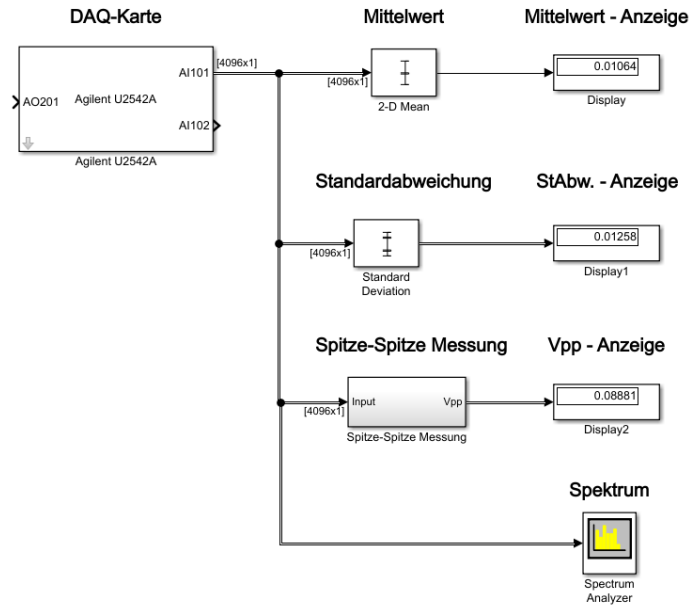 DAQ-Karte
Mittelwert
Mittelwert - Anzeige
AO201
Agilent U2542A
AI101
AI102
Agilent U2542A
[4096x1]
[4096x1]
2-D Mean
0.01064
Display
Standardabweichung
StAbw. - Anzeige
[4096x1]
Standard
Deviation
0.01258
Display1
Spitze-Spitze Messung
Vpp - Anzeige
[4096x1]
Input
Vpp
Spitze-Spitze Messung
0.08881
Display2
Spektrum
Spectrum
Analyzer